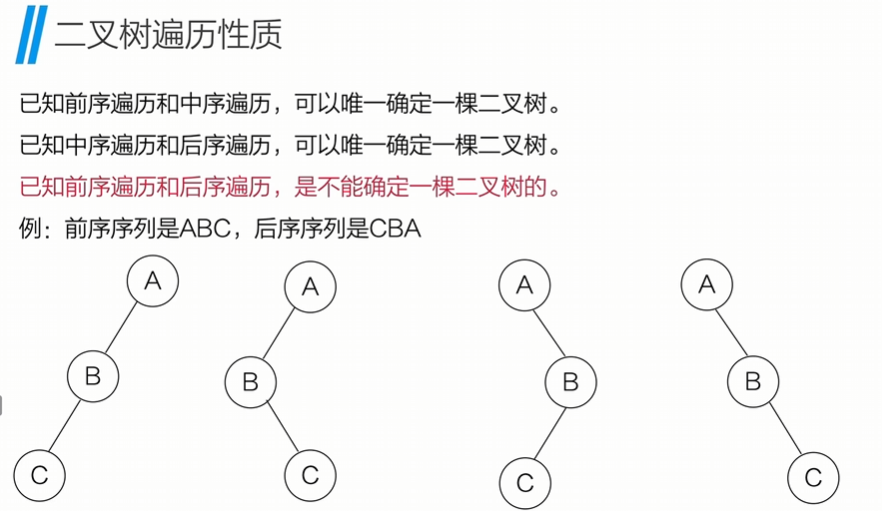 二叉树遍历性质
已知前序遍历和中序遍历，可以唯一确定一棵二叉树。
已知中序遍历和后序遍历，可以唯一确定一棵二叉树。
已知前序遍历和后序遍历，是不能确定一棵二叉树的。
例：前序序列是ABC，后序序列是CBA
A
B
C
A
B
C
A
B
C
A
B
C